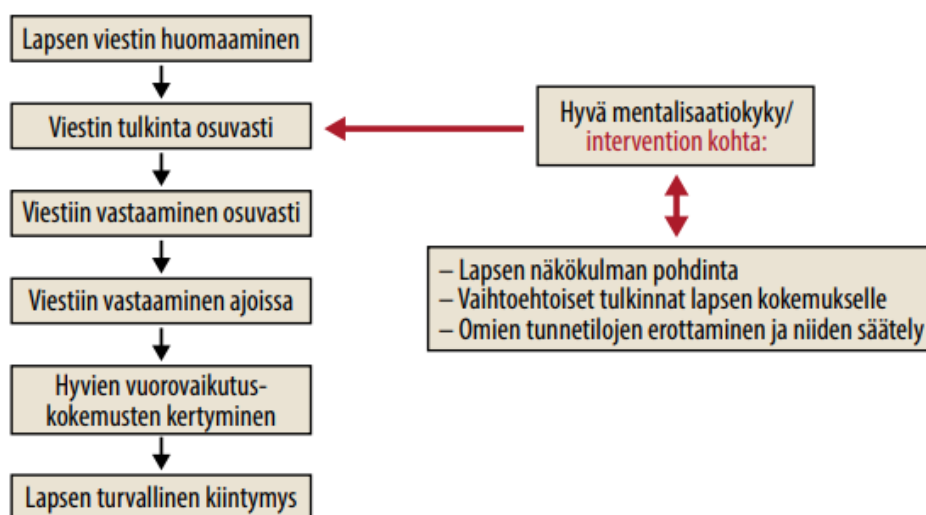 Lapsen viestin huomaaminen
Viestin tulkinta osuvasti
Viestiin vastaaminen osuvasti
Viestiin vastaaminen ajoissa
Hyvien vuorovaikutus-
kokemusten kertyminen
Lapsen turvallinen kiintymys
Hyvä mentalisaatiokyky/
intervention kohta:
– Lapsen näkökulman pohdinta
– Vaihtoehtoiset tulkinnat lapsen kokemukselle
– Omien tunnetilojen erottaminen ja niiden säätely